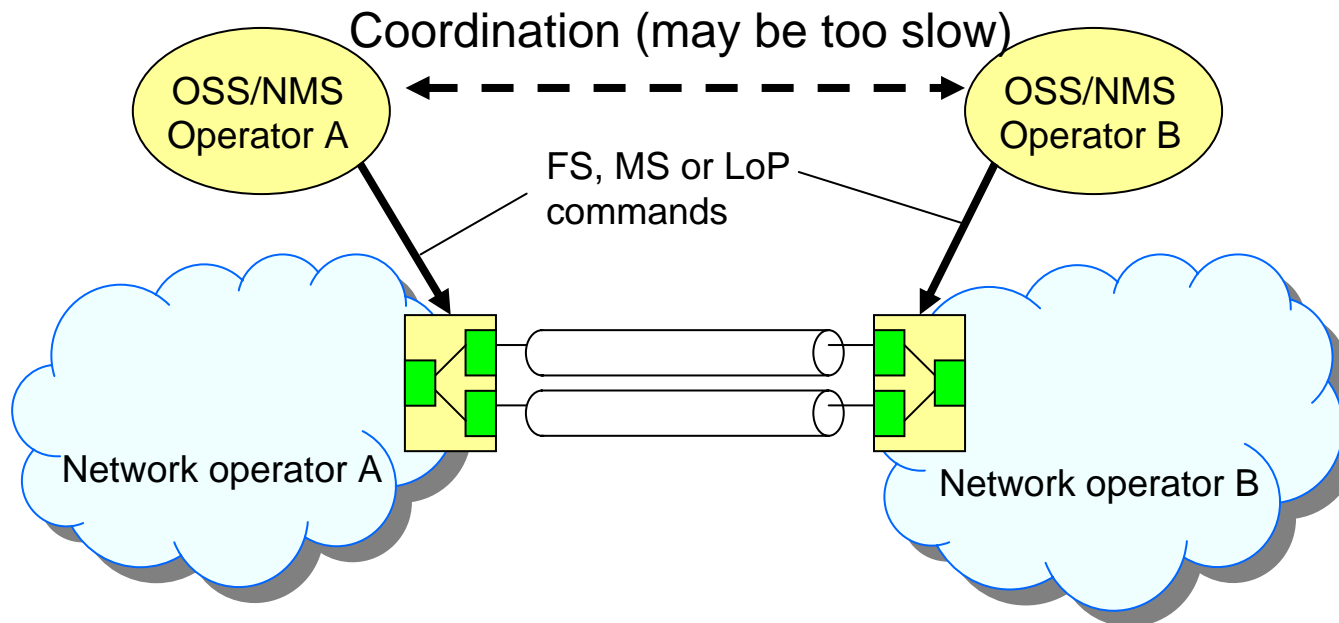 Coordination (may be too slow)
OSS/NMS
Operator A
OSS/NMS
Operator B
FS, MS or LoP
commands
Network operator A
Network operator B